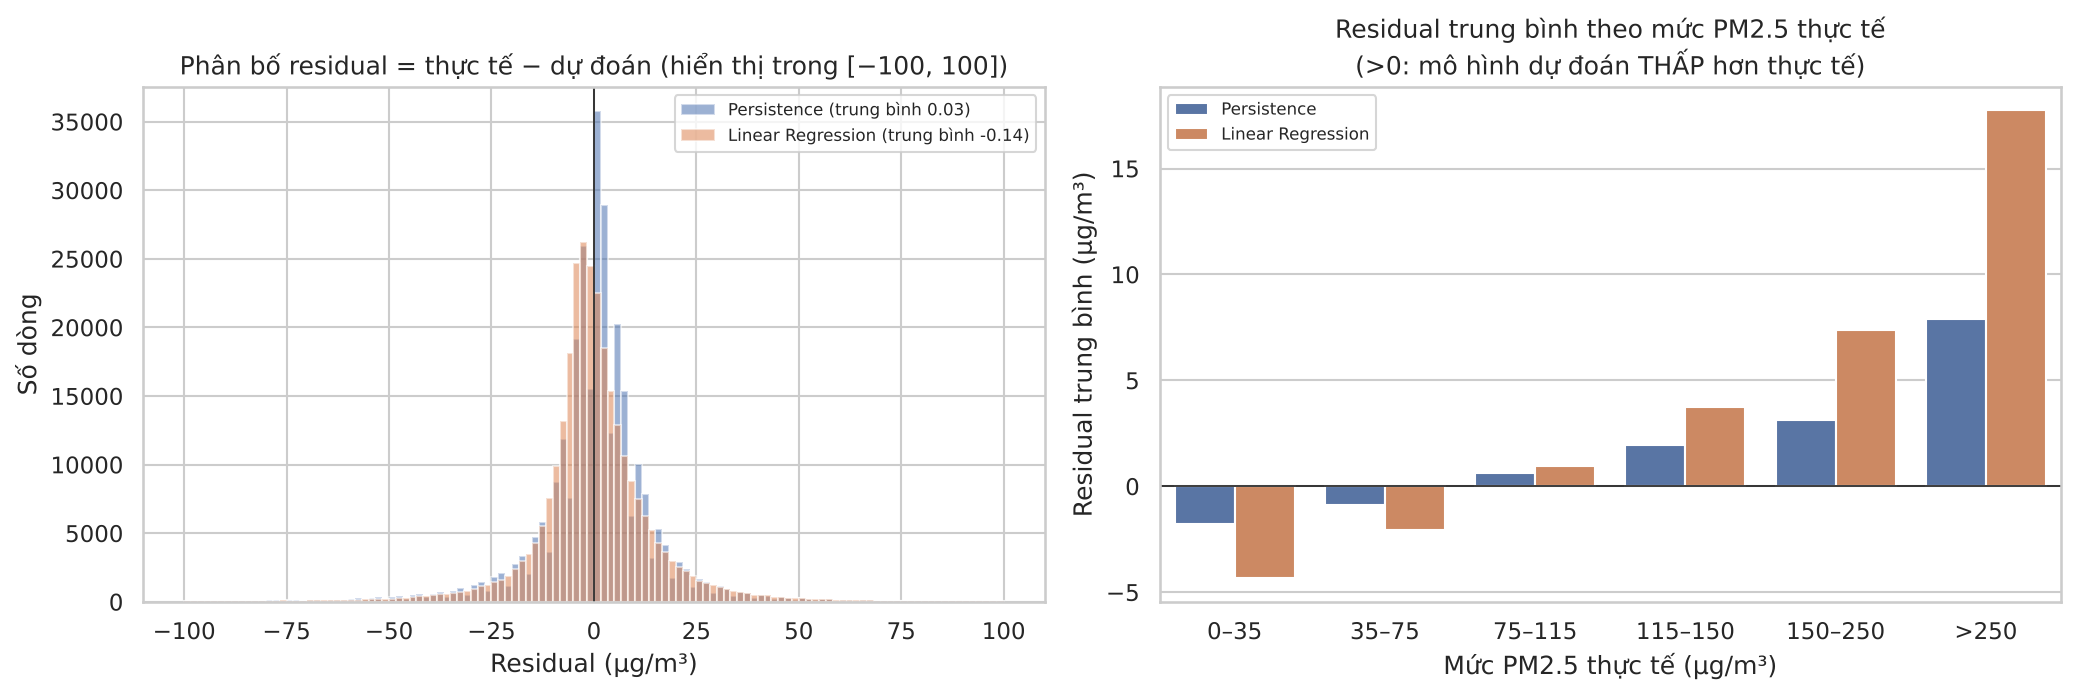 Phân bố residual = thực tế − dự đoán (hiển thị trong [−100, 100])
Persistence (trung bình 0.03)
Linear Regression (trung bình -0.14)
Số dòng
35000
30000
25000
20000
15000
10000
5000
0
−100
−75
−50
−25
0
25
50
75
100
Residual (µg/m³)
Residual trung bình theo mức PM2.5 thực tế
(>0: mô hình dự đoán THẤP hơn thực tế)
Persistence
Linear Regression
Residual trung bình (µg/m³)
15
10
5
0
−5
0–35
35–75
75–115
115–150
150–250
>250
Mức PM2.5 thực tế (µg/m³)